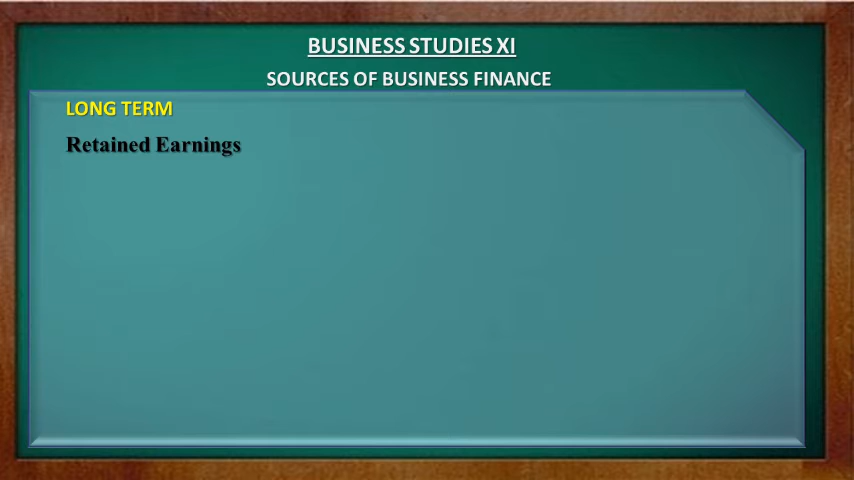 BUSINESS STUDIES XI
SOURCES OF BUSINESS FINANCE
LONG TERM
Retained Earnings